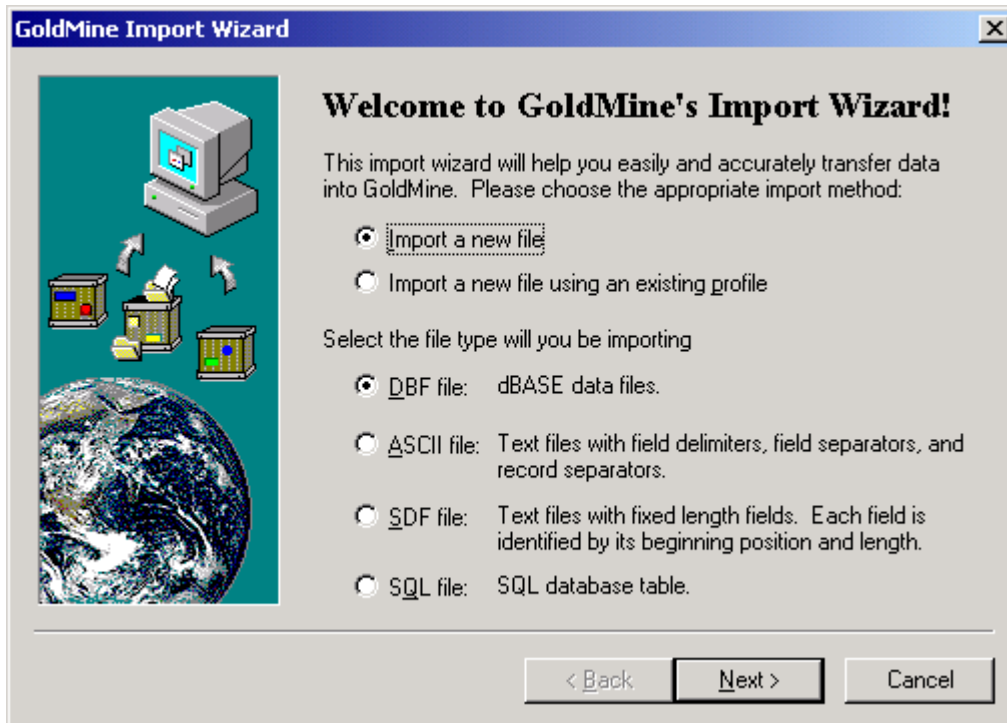 GoldMine Import Wizard
Welcome to GoldMine's Import Wizard!
This import wizard will help you easily and accurately transfer data
into GoldMine. Please choose the appropriate import method:
Import a new file
Import a new file using an existing profile
Select the file type will you be importing
DBF file: dBASE data files.
ASCII file: Text files with field delimiters, field separators, and
record separators.
SDF file: Text files with fixed length fields. Each field is
identified by its beginning position and length.
SQL file: SQL database table.
< Back Next > Cancel